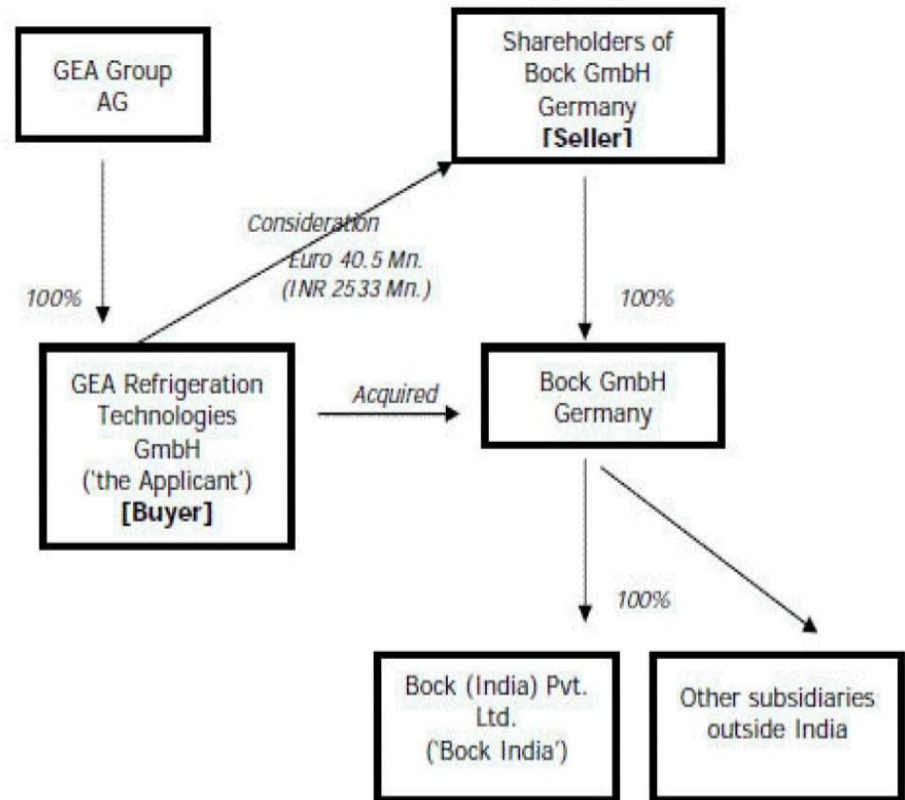 GEA Group
AG
Shareholders of
Bock GmbH
Germany
[Seller]
Consideration
Euro 40.5 Mn.
(INR 2533 Mn.)
100%
100%
GEA Refrigeration
Technologies
GmbH
('the Applicant')
[Buyer]
Acquired
Bock GmbH
Germany
100%
Bock (India) Pvt.
Ltd.
('Bock India')
Other subsidiaries
outside India